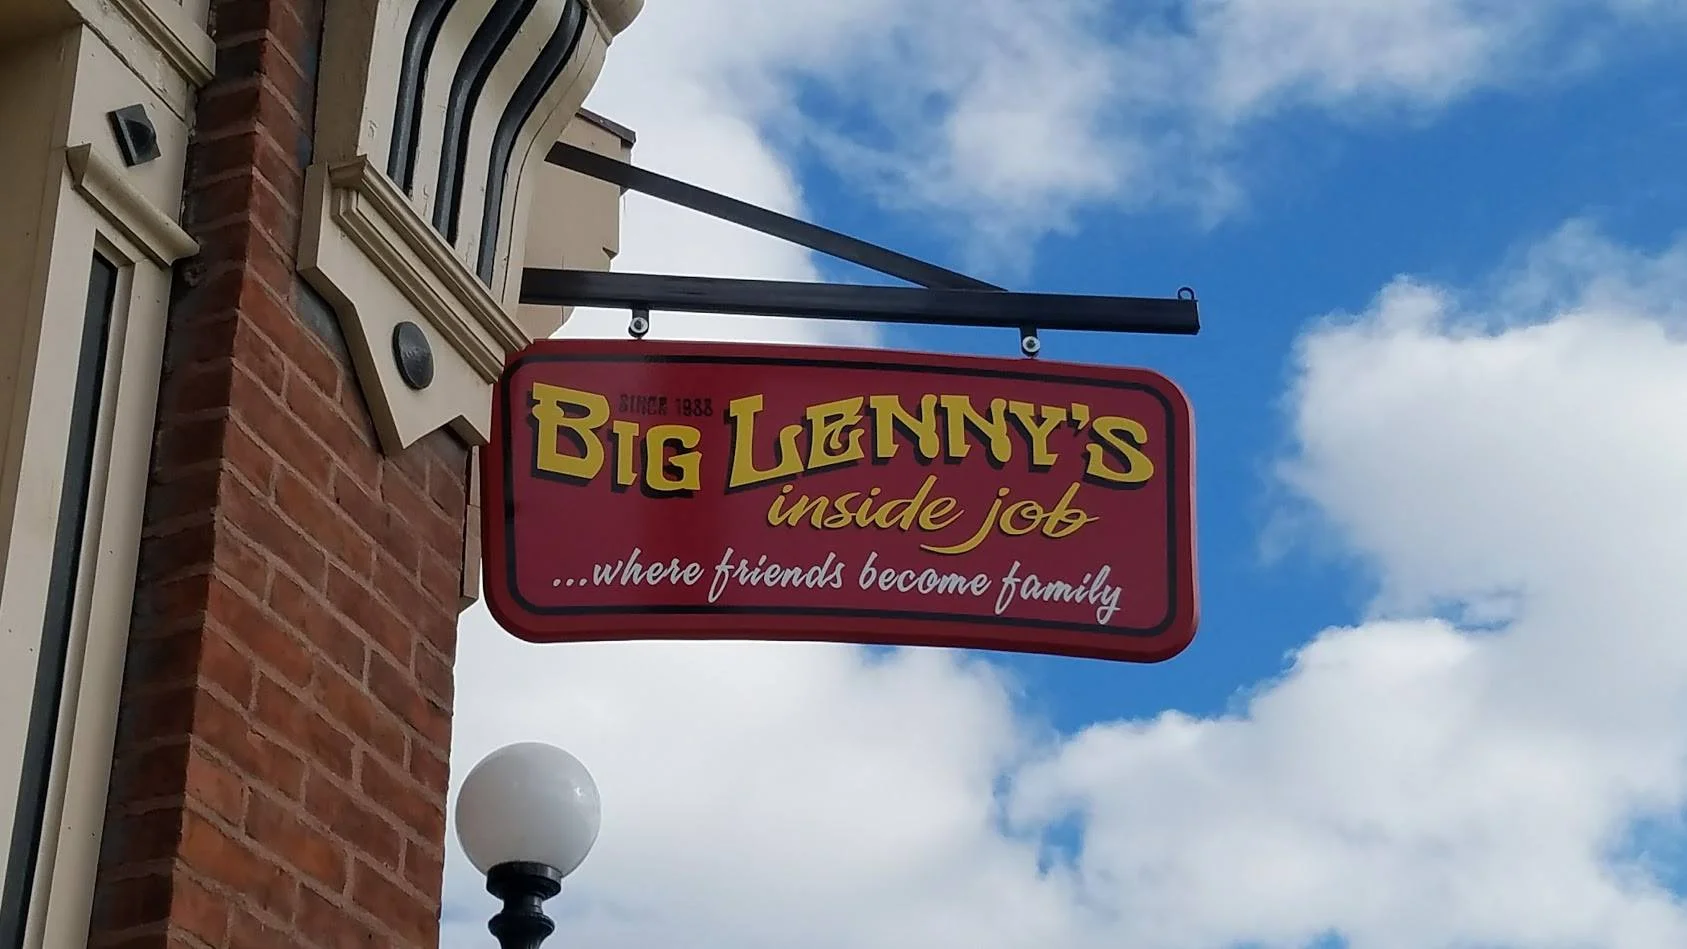 SINCE 1988
BIG LENNY'S
inside job
...where friends become family